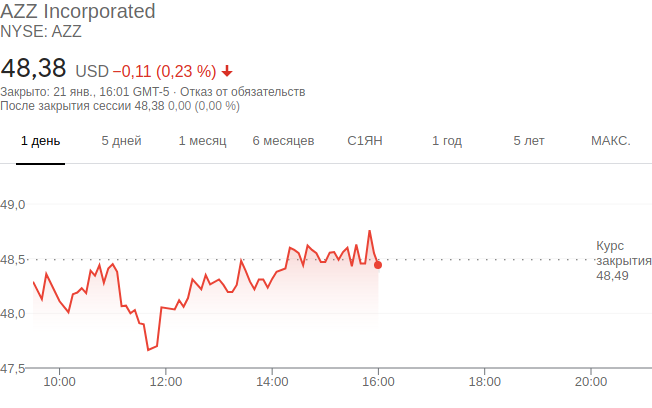 AZZ Incorporated
NYSE: AZZ
48,38 USD −0,11 (0,23 %) ↓
Закрыто: 21 янв., 16:01 GMT-5 · Отказ от обязательств
После закрытия сессии 48,38 0,00 (0,00 %)
1 день 5 дней 1 месяц 6 месяцев С1ЯН 1 год 5 лет МАКС.
49,0
Курс
48,5 закрытия
48,49
48,0
47,5
10:00 12:00 14:00 16:00 18:00 20:00